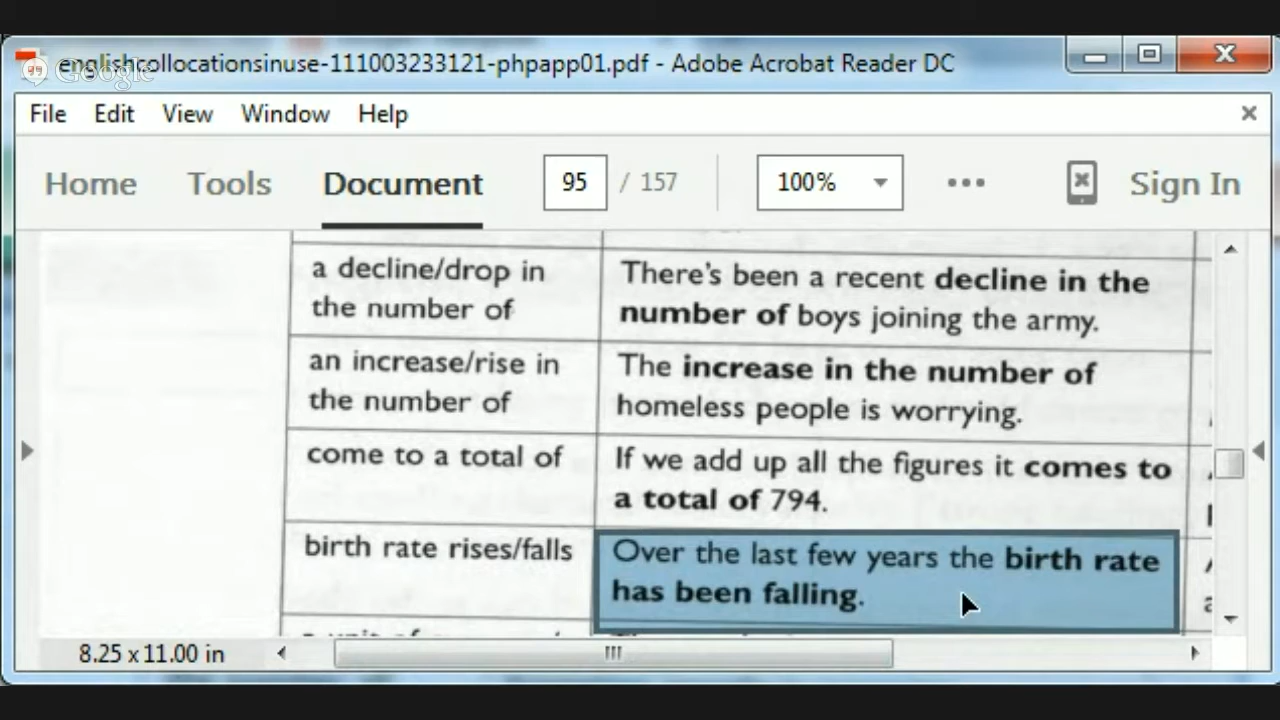 englishcollocationsinuse-111003233121-phpapp01.pdf - Adobe Acrobat Reader DC
Google
File Edit View Window Help
Home Tools Document 95 / 157 100% Sign In
a decline/drop in
the number of
There's been a recent decline in the
number of boys joining the army.
an increase/rise in
the number of
The increase in the number of
homeless people is worrying.
come to a total of
If we add up all the figures it comes to
a total of 794.
birth rate rises/falls
Over the last few years the birth rate
has been falling.
8.25 x 11.00 in